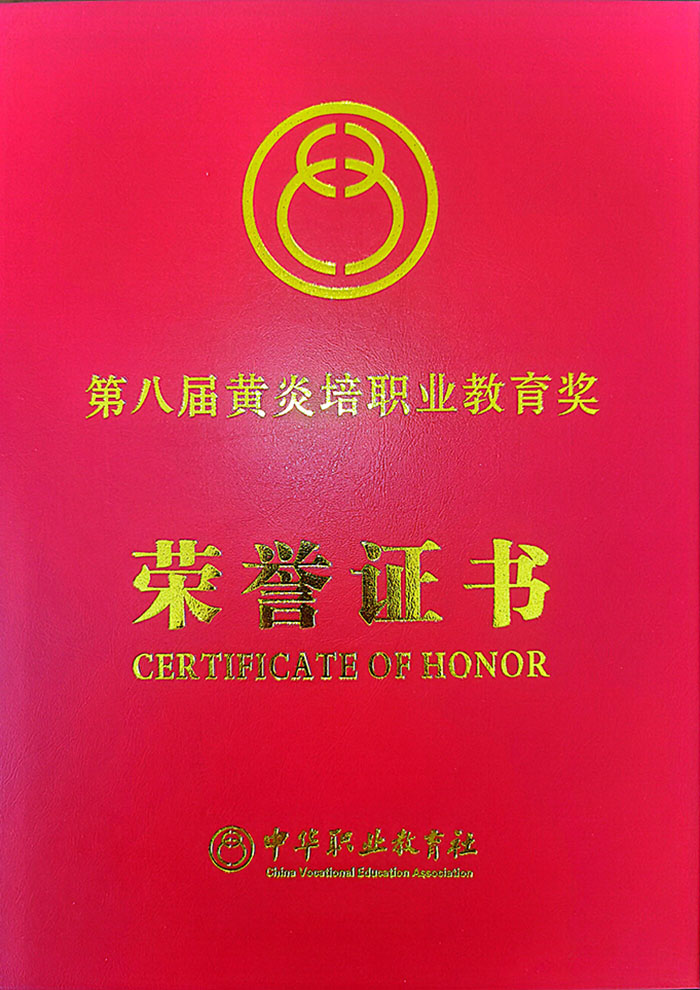 第八届黄炎培职业教育奖
荣誉证书
CERTIFICATE OF HONOR
中华职业教育社
China Vocational Education Association